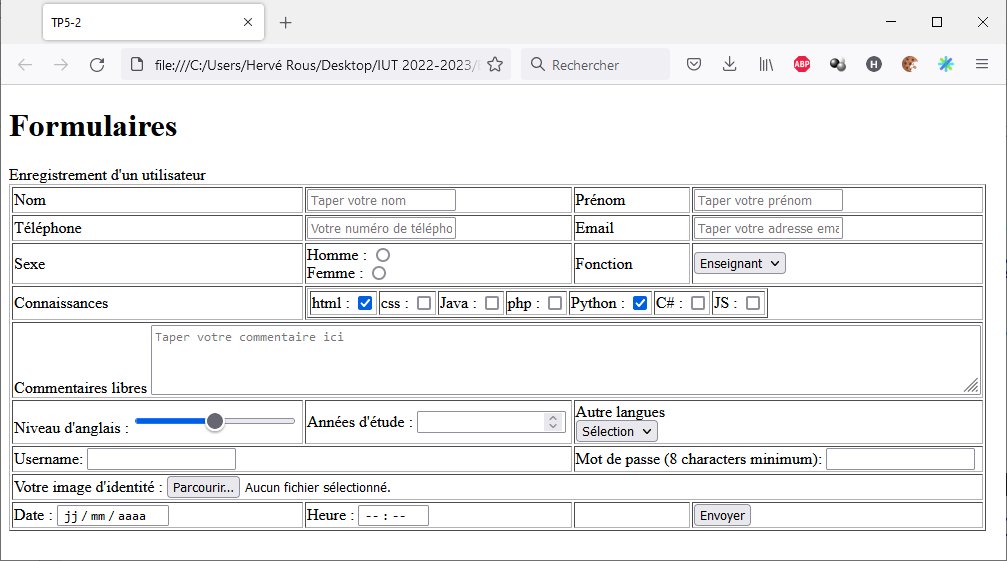 TP5-2
file:///C:/Users/Hervé Rous/Desktop/IUT 2022-2023/
Rechercher
ABP
H
Formulaires
Enregistrement d'un utilisateur
Nom Taper votre nom Prénom Taper votre prénom
Téléphone Votre numéro de télépho Email Taper votre adresse ema
Sexe Homme : Fonction Enseignant
Femme :
Connaissances html : css : Java : php : Python : C# : JS :
Taper votre commentaire ici
Commentaires libres
Niveau d'anglais : Années d'étude : Autre langues
Sélection
Username: Mot de passe (8 characters minimum):
Votre image d'identité : Parcourir... Aucun fichier sélectionné.
Date : jj / mm / aaaa Heure : -- : -- Envoyer